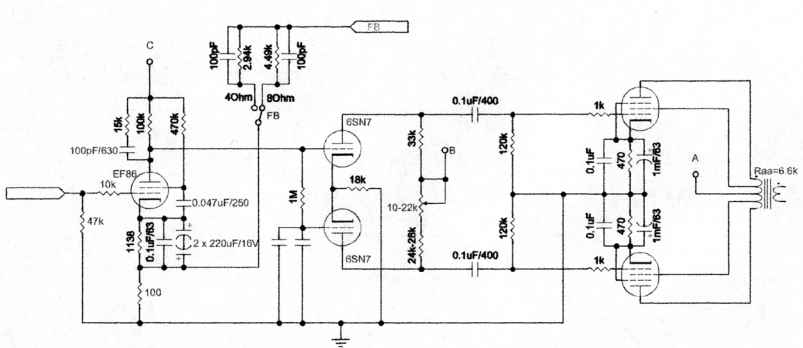 FB
C
100pF
2.94k
4.49k
100pF
4Ohm
8Ohm
FB
15k
100k
470k
100pF/630
EF86
10k
47k
0.047uF/250
1138
0.1uF/63
2 x 220uF/16V
100
1M
6SN7
18k
6SN7
33k
B
10-22k
24k-26k
0.1uF/400
0.1uF/400
120k
120k
1k
0.1uF
470
1mF/63
A
Raa=6.6k
0.1uF
470
1mF/63
1k